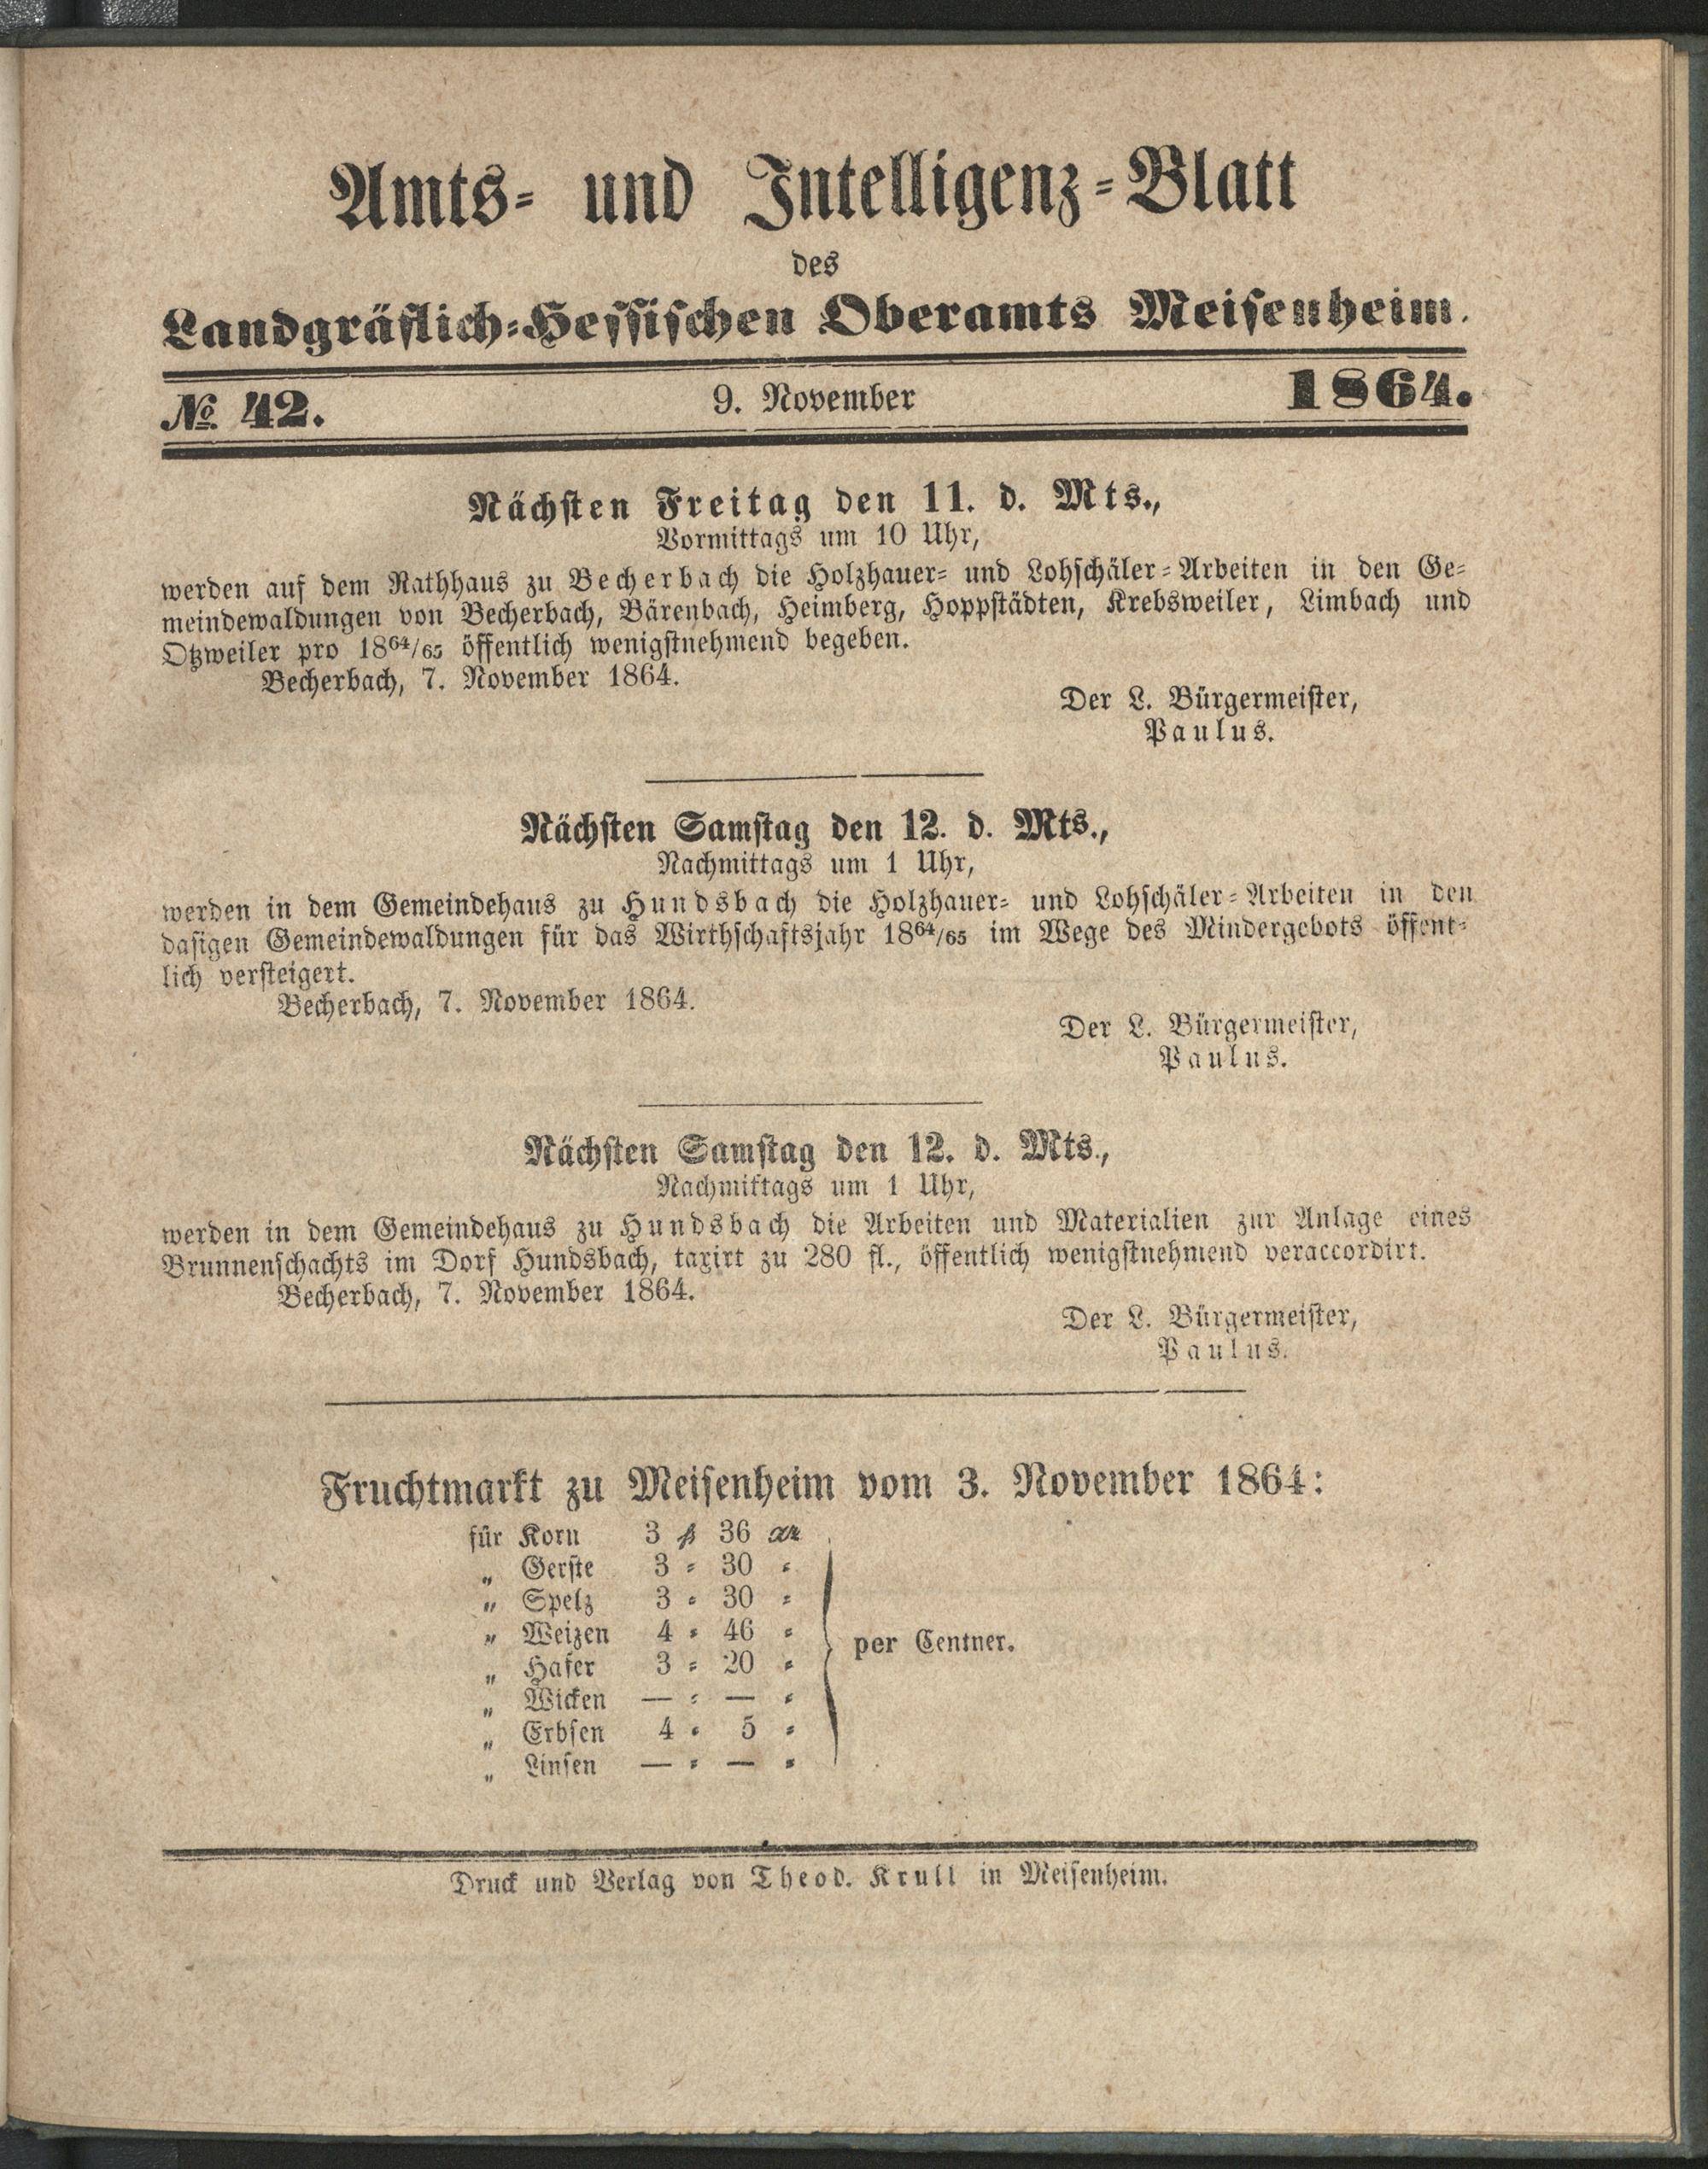 Amts- und Intelligenz-Blatt
des
Landgräflich-Hessischen Oberamts Meisenheim.
№ 42. 9. November 1864.
Nächsten Freitag den 11. d. Mts.,
Vormittags um 10 Uhr,
werden auf dem Rathhaus zu Becherbach die Holzhauer- und Lohschäler-Arbeiten in den Ge-
meindewaldungen von Becherbach, Bärenbach, Heimberg, Hoppstädten, Krebsweiler, Limbach und
Otzweiler pro 1864/65 öffentlich wenigstnehmend begeben.
Becherbach, 7. November 1864.
Der L. Bürgermeister,
Paulus.
Nächsten Samstag den 12. d. Mts.,
Nachmittags um 1 Uhr,
werden in dem Gemeindehaus zu Hundsbach die Holzhauer- und Lohschäler-Arbeiten in den
dasigen Gemeindewaldungen für das Wirthschaftsjahr 1864/65 im Wege des Mindergebots öffent-
lich versteigert.
Becherbach, 7. November 1864.
Der L. Bürgermeister,
Paulus.
Nächsten Samstag den 12. d. Mts.,
Nachmittags um 1 Uhr,
werden in dem Gemeindehaus zu Hundsbach die Arbeiten und Materialien zur Anlage eines
Brunnenschachts im Dorf Hundsbach, taxirt zu 280 fl., öffentlich wenigstnehmend veraccordirt.
Becherbach, 7. November 1864.
Der L. Bürgermeister,
Paulus.
Fruchtmarkt zu Meisenheim vom 3. November 1864:
für Korn 3 36
„ Gerste 3 = 30 =
„ Spelz 3 = 30 =
„ Weizen 4 = 46 =
per Centner.
„ Hafer 3 = 20 =
„ Wicken — = — =
„ Erbsen 4 = 5 =
„ Linsen — = — =
Druck und Verlag von Theod. Krull in Meisenheim.